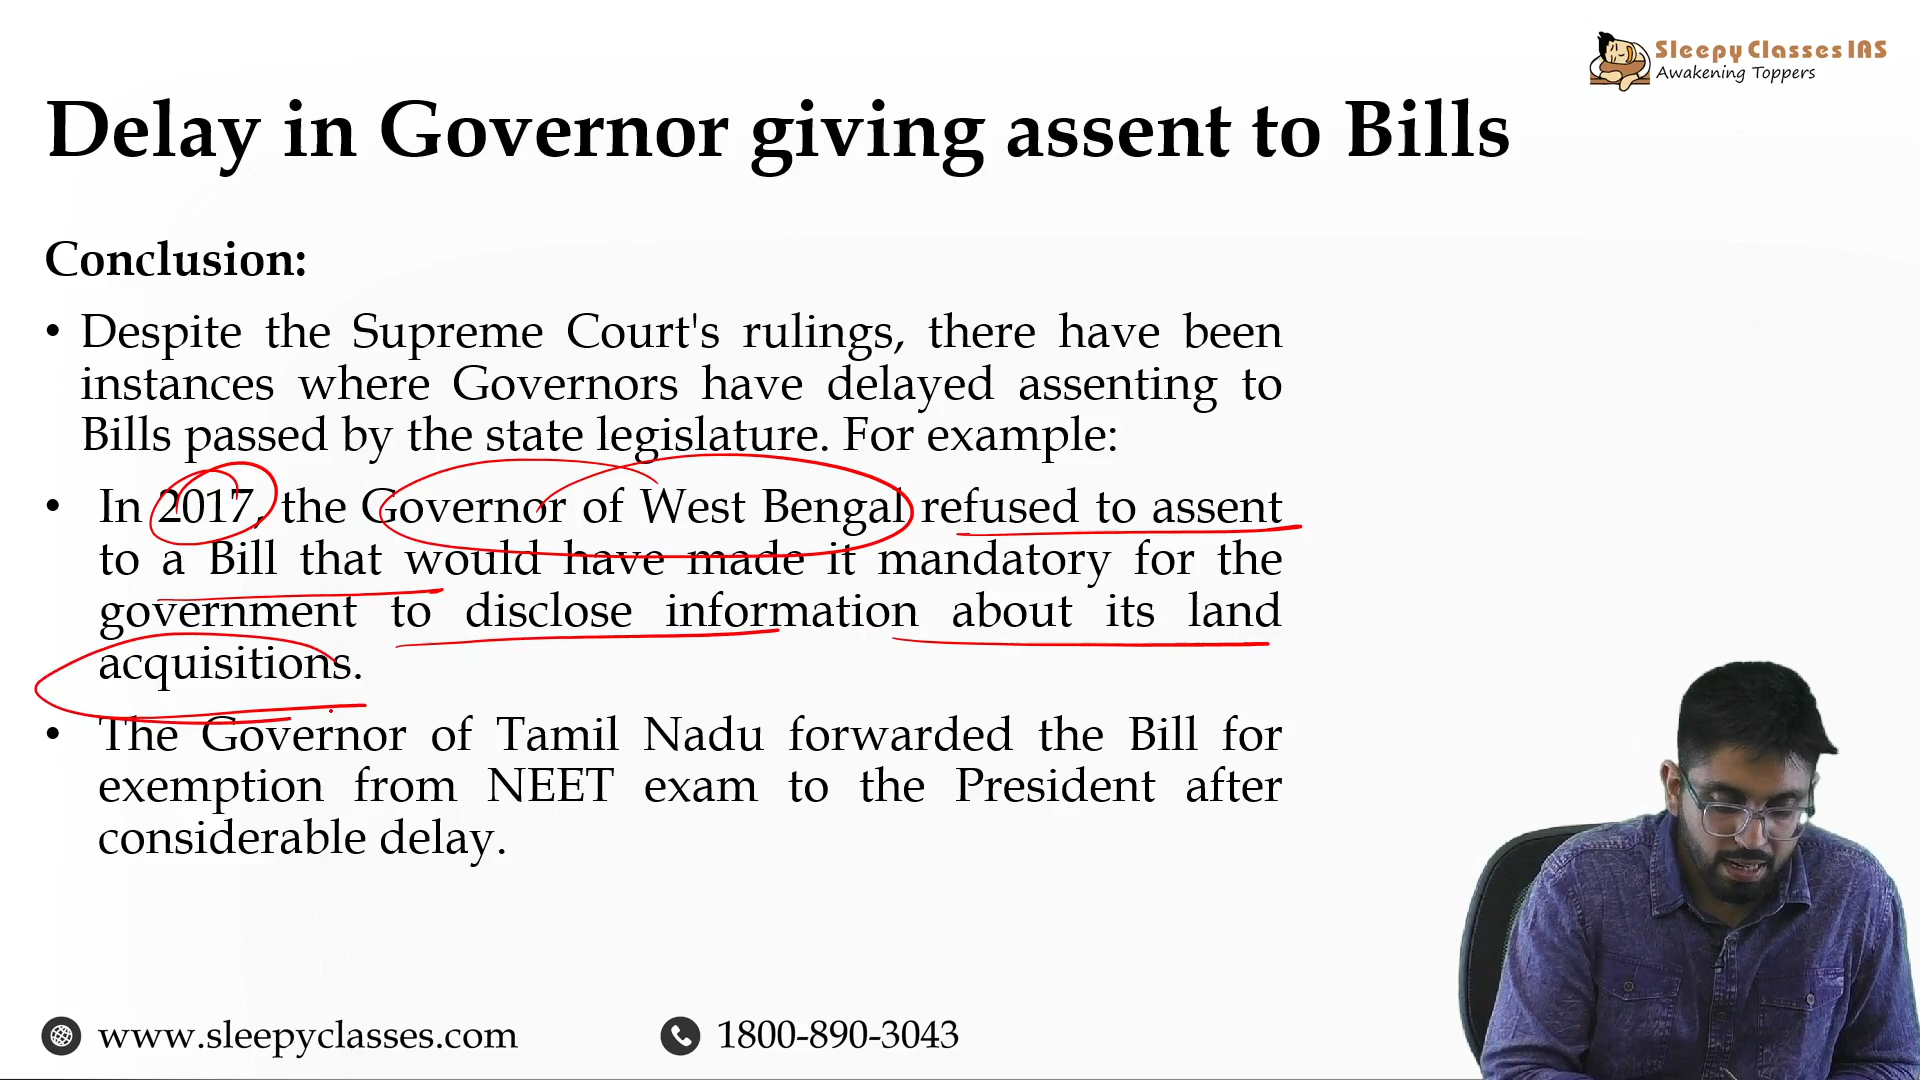 Sleepy Classes IAS
Awakening Toppers
Delay in Governor giving assent to Bills
Conclusion:
• Despite the Supreme Court's rulings, there have been
instances where Governors have delayed assenting to
Bills passed by the state legislature. For example:
• In 2017, the Governor of West Bengal refused to assent
to a Bill that would have made it mandatory for the
government to disclose information about its land
acquisitions.
• The Governor of Tamil Nadu forwarded the Bill for
exemption from NEET exam to the President after
considerable delay.
www.sleepyclasses.com
1800-890-3043